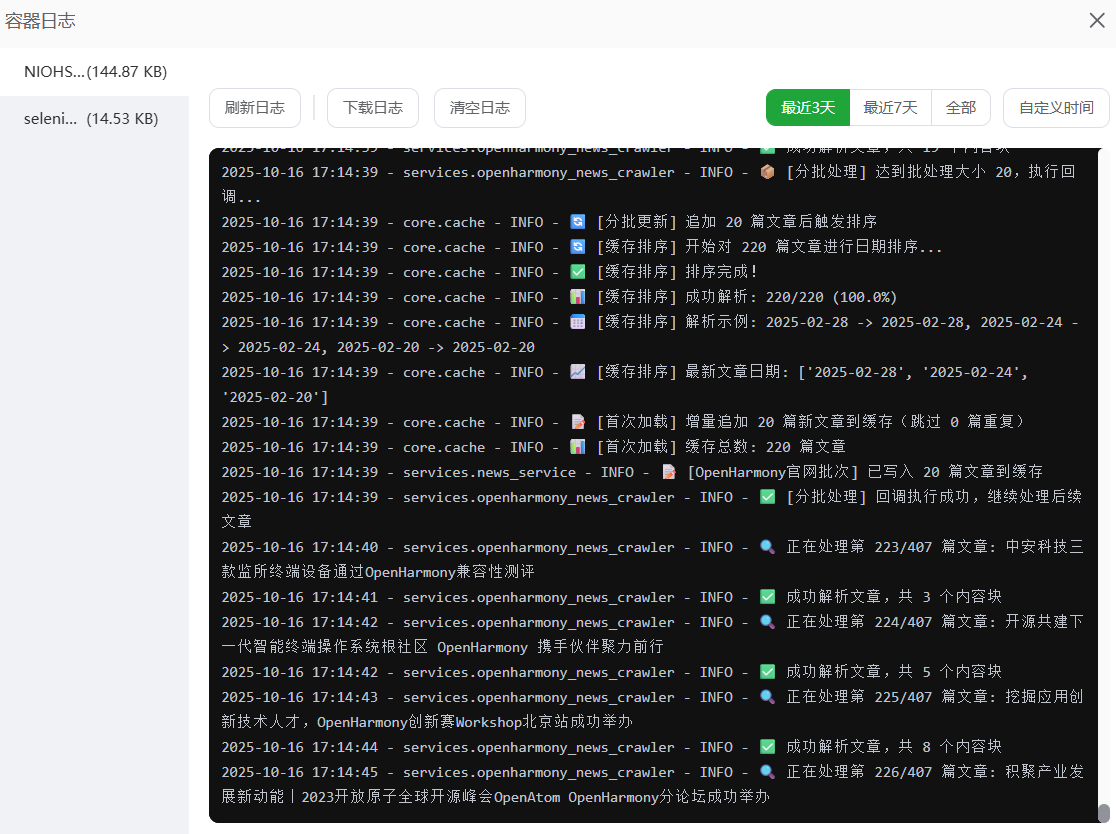 容器日志
NIOHS...(144.87 KB)
seleni... (14.53 KB)
刷新日志
下载日志
清空日志
最近3天
最近7天
全部
自定义时间
2025-10-16 17:14:39 - services.openharmony_news_crawler - INFO - ✅ 成功解析文章，共 15 个内容块
2025-10-16 17:14:39 - services.openharmony_news_crawler - INFO - 📦 [分批处理] 达到批处理大小 20，执行回
调...
2025-10-16 17:14:39 - core.cache - INFO - 🔄 [分批更新] 追加 20 篇文章后触发排序
2025-10-16 17:14:39 - core.cache - INFO - 🔄 [缓存排序] 开始对 220 篇文章进行日期排序...
2025-10-16 17:14:39 - core.cache - INFO - ✅ [缓存排序] 排序完成!
2025-10-16 17:14:39 - core.cache - INFO - 📊 [缓存排序] 成功解析: 220/220 (100.0%)
2025-10-16 17:14:39 - core.cache - INFO - 📅 [缓存排序] 解析示例: 2025-02-28 -> 2025-02-28, 2025-02-24 -
> 2025-02-24, 2025-02-20 -> 2025-02-20
2025-10-16 17:14:39 - core.cache - INFO - 📈 [缓存排序] 最新文章日期: ['2025-02-28', '2025-02-24',
'2025-02-20']
2025-10-16 17:14:39 - core.cache - INFO - 📝 [首次加载] 增量追加 20 篇新文章到缓存（跳过 0 篇重复）
2025-10-16 17:14:39 - core.cache - INFO - 📊 [首次加载] 缓存总数: 220 篇文章
2025-10-16 17:14:39 - services.news_service - INFO - 📝 [OpenHarmony官网批次] 已写入 20 篇文章到缓存
2025-10-16 17:14:39 - services.openharmony_news_crawler - INFO - ✅ [分批处理] 回调执行成功，继续处理后续
文章
2025-10-16 17:14:40 - services.openharmony_news_crawler - INFO - 🔍 正在处理第 223/407 篇文章: 中安科技三
款监所终端设备通过OpenHarmony兼容性测评
2025-10-16 17:14:41 - services.openharmony_news_crawler - INFO - ✅ 成功解析文章，共 3 个内容块
2025-10-16 17:14:42 - services.openharmony_news_crawler - INFO - 🔍 正在处理第 224/407 篇文章: 开源共建下
一代智能终端操作系统根社区 OpenHarmony 携手伙伴聚力前行
2025-10-16 17:14:42 - services.openharmony_news_crawler - INFO - ✅ 成功解析文章，共 5 个内容块
2025-10-16 17:14:43 - services.openharmony_news_crawler - INFO - 🔍 正在处理第 225/407 篇文章: 挖掘应用创
新技术人才，OpenHarmony创新赛Workshop北京站成功举办
2025-10-16 17:14:44 - services.openharmony_news_crawler - INFO - ✅ 成功解析文章，共 8 个内容块
2025-10-16 17:14:45 - services.openharmony_news_crawler - INFO - 🔍 正在处理第 226/407 篇文章: 积聚产业发
展新动能丨2023开放原子全球开源峰会OpenAtom OpenHarmony分论坛成功举办